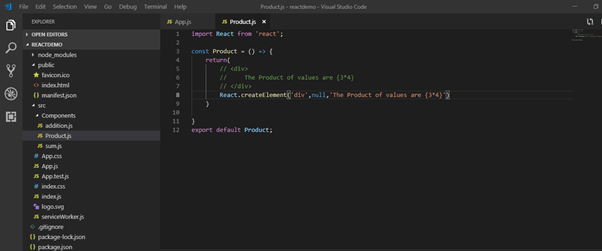 File Edit Selection View Go Debug Terminal Help
Product.js - reactdemo - Visual Studio Code
EXPLORER
OPEN EDITORS
REACTDEMO
node_modules
public
favicon.ico
index.html
manifest.json
src
Components
addition.js
Product.js
sum.js
App.css
App.js
App.test.js
index.css
index.js
logo.svg
serviceWorker.js
.gitignore
package-lock.json
package.json
JS App.js
JS Product.js ×
1 import React from 'react';
2
3 const Product = () => {
4 return(
5 // <div>
6 // The Product of values are {3*4}
7 // </div>
8 React.createElement('div',null,'The Product of values are {3*4}')
9 )
10
11 }
12 export default Product;